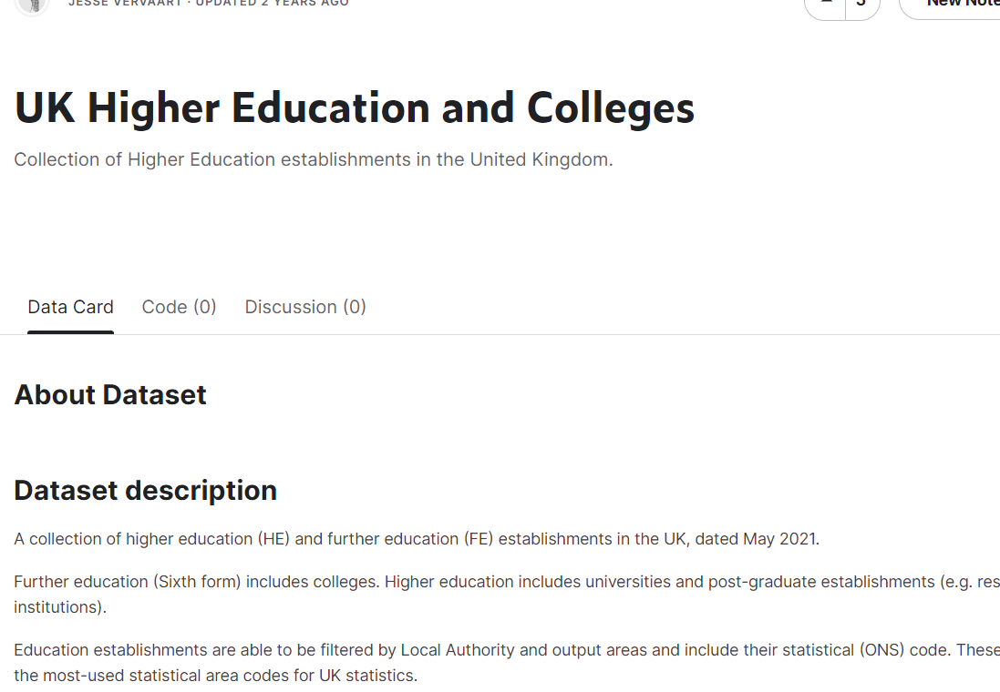 JESSE VERVAART · UPDATED 2 YEARS AGO
5
New Note
UK Higher Education and Colleges
Collection of Higher Education establishments in the United Kingdom.
Data Card Code (0) Discussion (0)
About Dataset
Dataset description
A collection of higher education (HE) and further education (FE) establishments in the UK, dated May 2021.
Further education (Sixth form) includes colleges. Higher education includes universities and post-graduate establishments (e.g. res
institutions).
Education establishments are able to be filtered by Local Authority and output areas and include their statistical (ONS) code. These
the most-used statistical area codes for UK statistics.